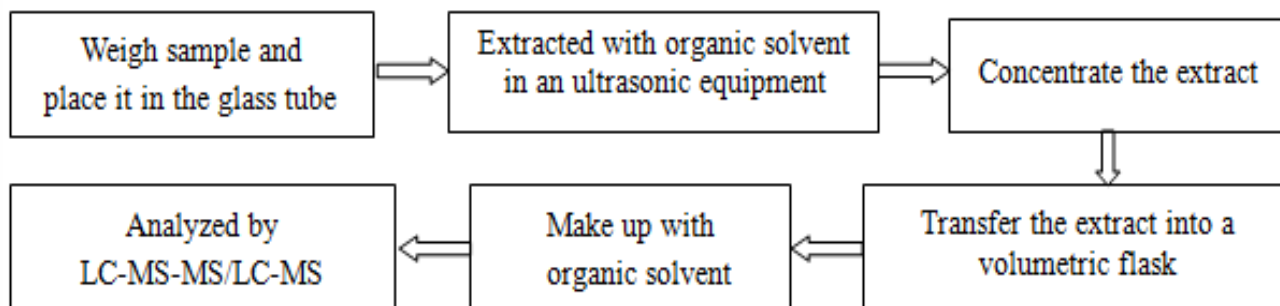 Weigh sample and
place it in the glass tube
Extracted with organic solvent
in an ultrasonic equipment
Concentrate the extract
Transfer the extract into a
volumetric flask
Make up with
organic solvent
Analyzed by
LC-MS-MS/LC-MS